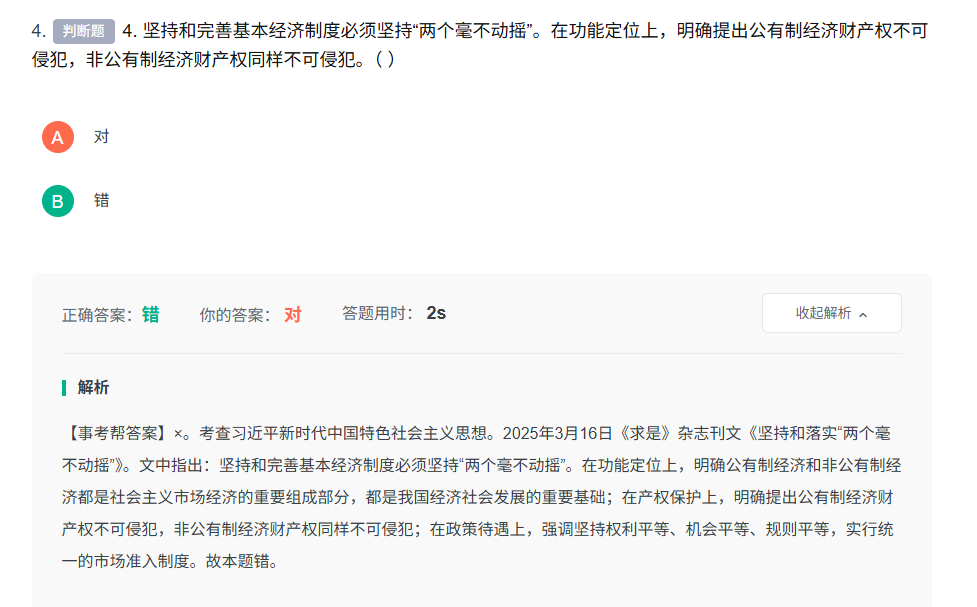 4. 判断题 4. 坚持和完善基本经济制度必须坚持“两个毫不动摇”。在功能定位上，明确提出公有制经济财产权不可
侵犯，非公有制经济财产权同样不可侵犯。( )
A 对
B 错
正确答案：错 你的答案：对 答题用时：2s 收起解析
解析
【事考帮答案】×。考查习近平新时代中国特色社会主义思想。2025年3月16日《求是》杂志刊文《坚持和落实“两个毫
不动摇”》。文中指出：坚持和完善基本经济制度必须坚持“两个毫不动摇”。在功能定位上，明确公有制经济和非公有制经
济都是社会主义市场经济的重要组成部分，都是我国经济社会发展的重要基础；在产权保护上，明确提出公有制经济财
产权不可侵犯，非公有制经济财产权同样不可侵犯；在政策待遇上，强调坚持权利平等、机会平等、规则平等，实行统
一的市场准入制度。故本题错。